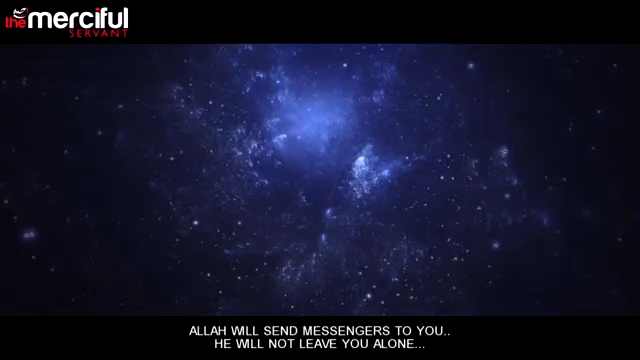 the merciful
SERVANT
ALLAH WILL SEND MESSENGERS TO YOU..
HE WILL NOT LEAVE YOU ALONE...